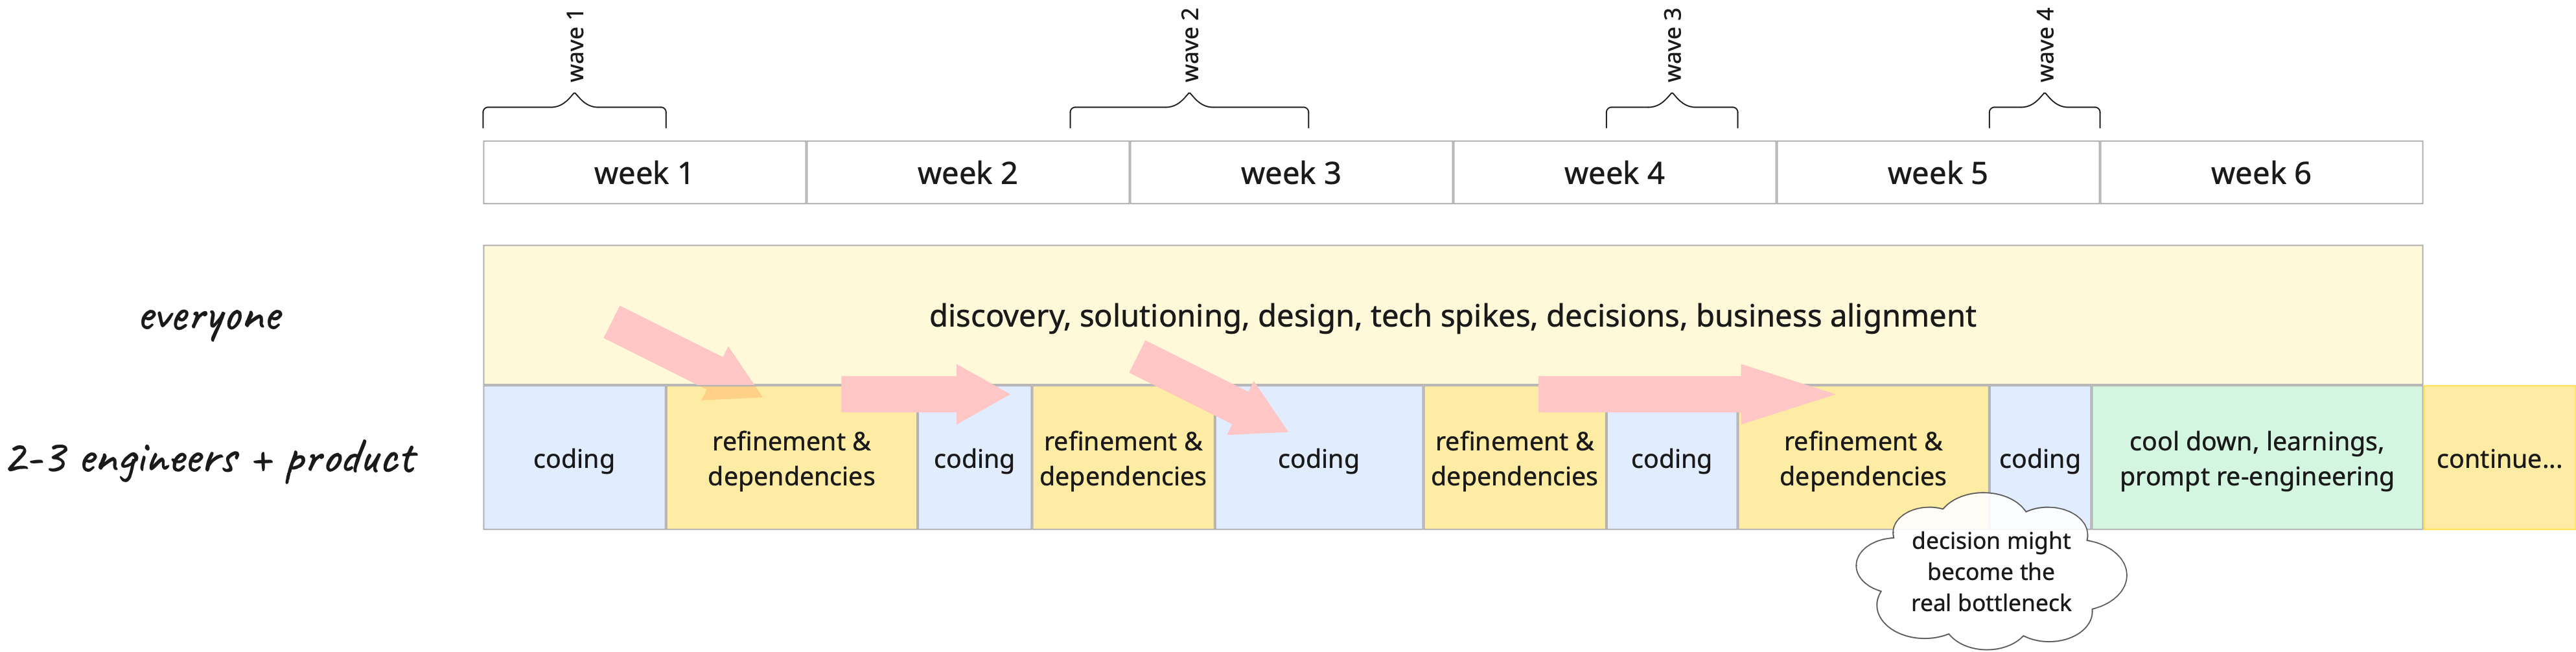 wave 1
wave 2
wave 3
wave 4
week 1
week 2
week 3
week 4
week 5
week 6
everyone
discovery, solutioning, design, tech spikes, decisions, business alignment
2-3 engineers + product
coding
refinement &
dependencies
coding
refinement &
dependencies
coding
refinement &
dependencies
coding
refinement &
dependencies
coding
cool down, learnings,
prompt re-engineering
continue...
decision might
become the
real bottleneck